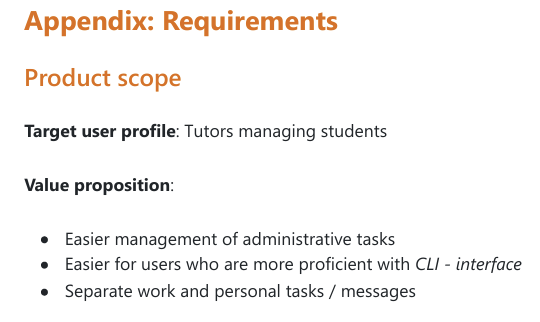 Appendix: Requirements
Product scope
Target user profile: Tutors managing students
Value proposition:
● Easier management of administrative tasks
● Easier for users who are more proficient with CLI - interface
● Separate work and personal tasks / messages